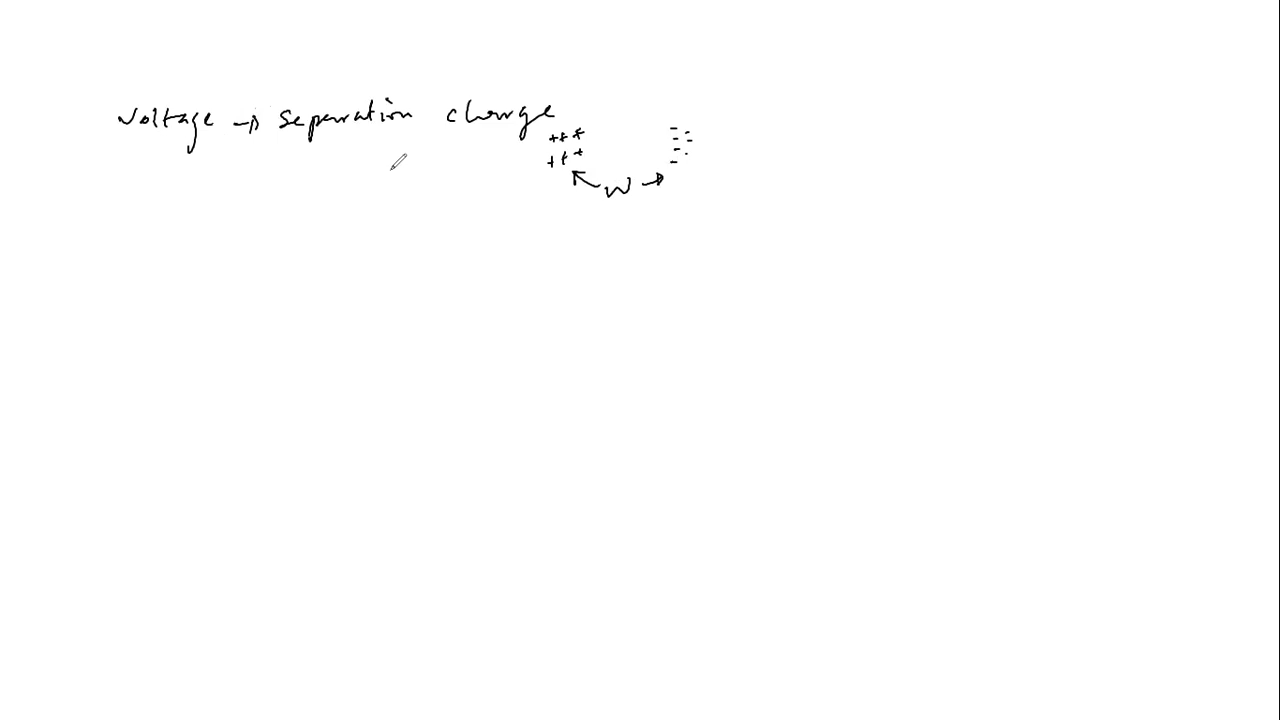 voltage → separation charge
+++ - - - - -
+++ - -
← W →